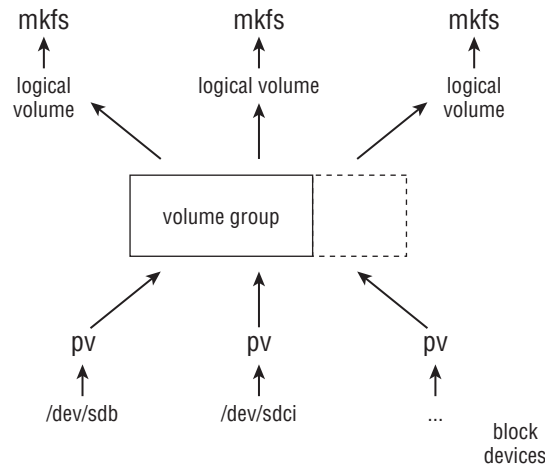 mkfs mkfs mkfs
logical volume
logical volume
logical volume
volume group
pv pv pv
/dev/sdb /dev/sdci ...
block
devices